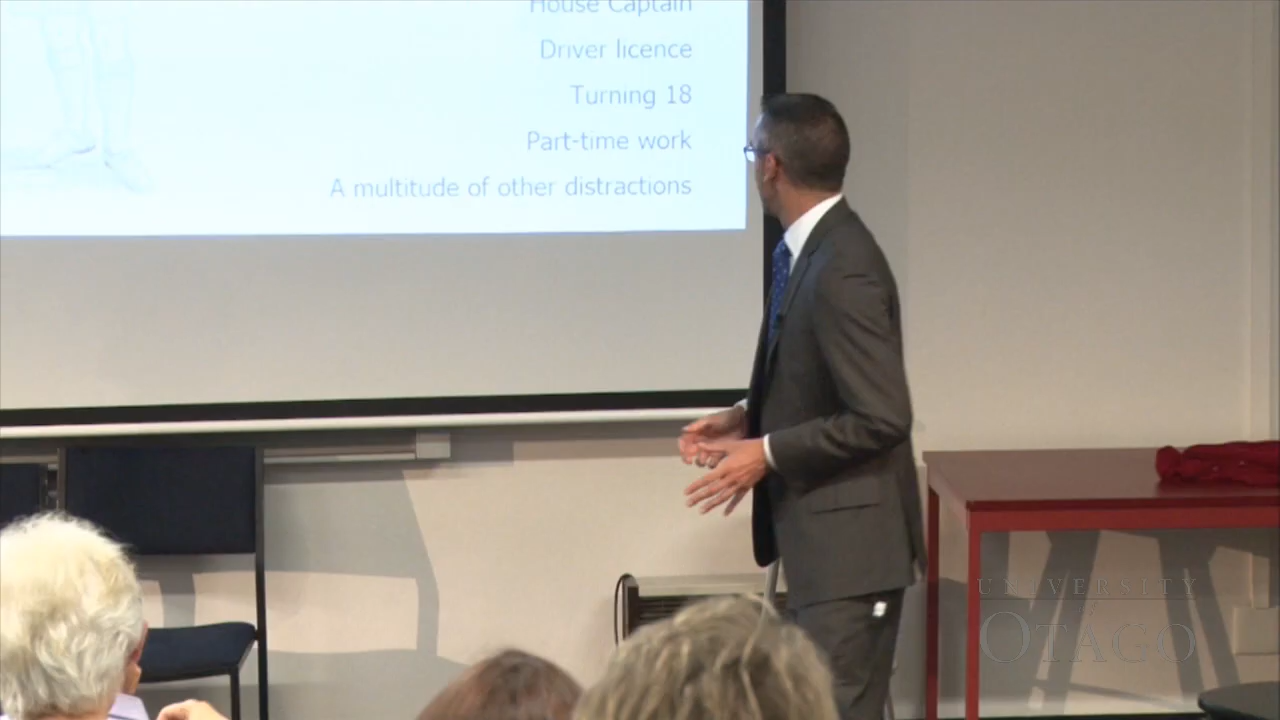 House Captain
Driver licence
Turning 18
Part-time work
A multitude of other distractions
UNIVERSITY
OTAGO